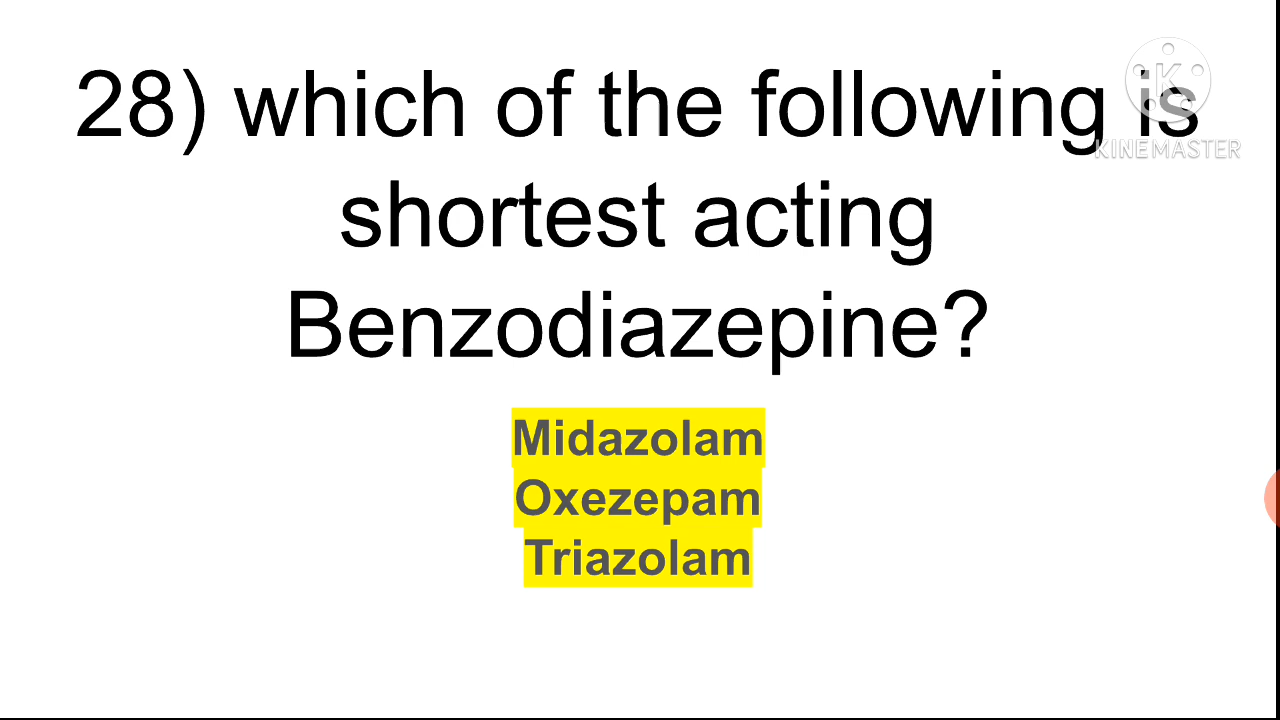 28) which of the following is
KINEMASTER
shortest acting
Benzodiazepine?
Midazolam
Oxezepam
Triazolam